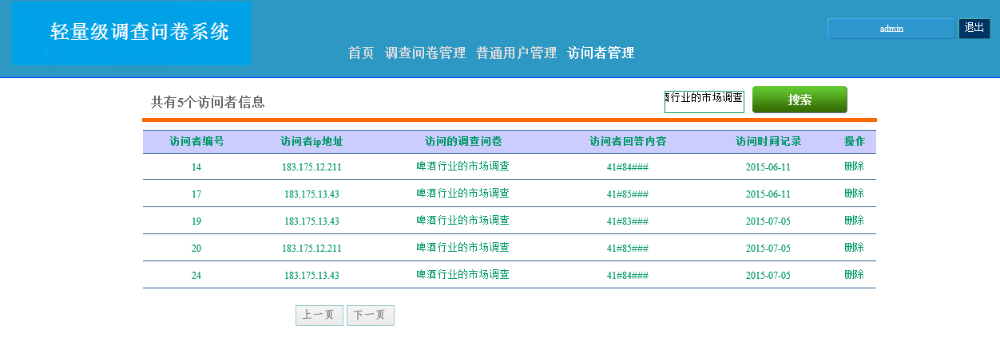 轻量级调查问卷系统
admin 退出
首页 调查问卷管理 普通用户管理 访问者管理
共有5个访问者信息 酒行业的市场调查 搜索
访问者编号 访问者ip地址 访问的调查问卷 访问者回答内容 访问时间记录 操作
14 183.175.12.211 啤酒行业的市场调查 41#84### 2015-06-11 删除
17 183.175.13.43 啤酒行业的市场调查 41#85### 2015-06-11 删除
19 183.175.13.43 啤酒行业的市场调查 41#83### 2015-07-05 删除
20 183.175.12.211 啤酒行业的市场调查 41#85### 2015-07-05 删除
24 183.175.13.43 啤酒行业的市场调查 41#84### 2015-07-05 删除
上一页 下一页